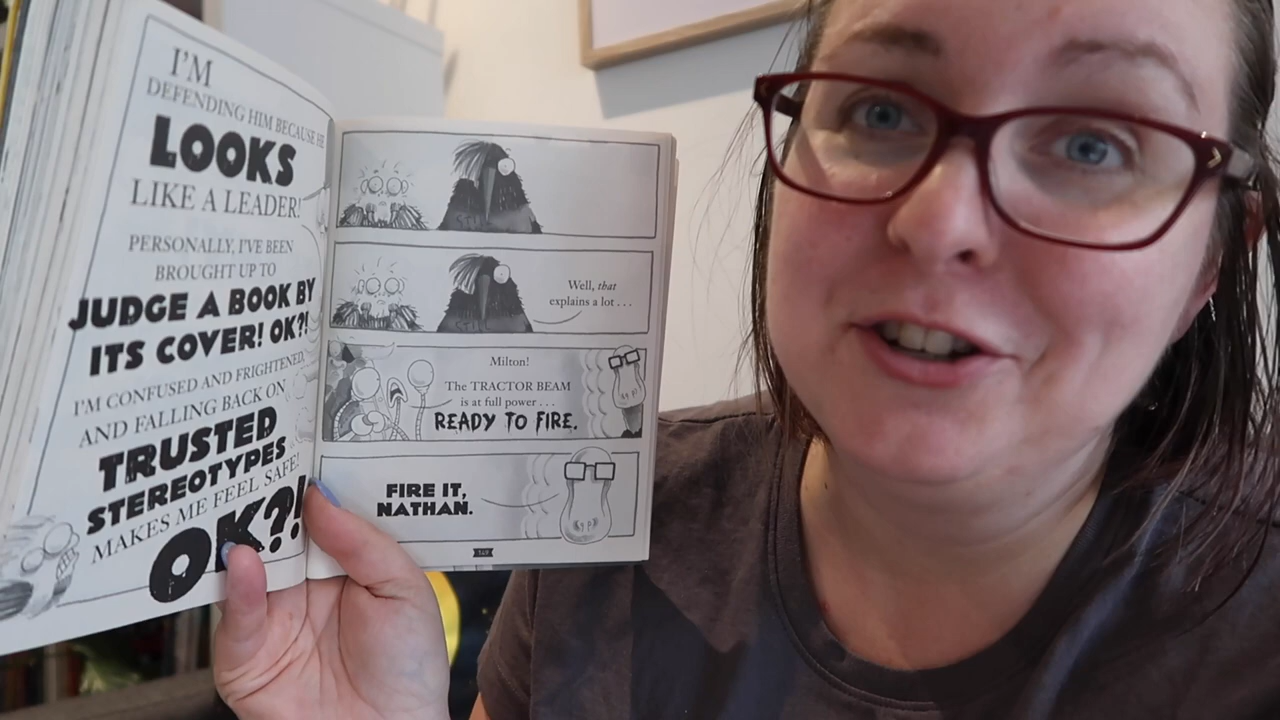 I'M
DEFENDING HIM BECAUSE HE
LOOKS
LIKE A LEADER!
PERSONALLY, I'VE BEEN
BROUGHT UP TO
JUDGE A BOOK BY
ITS COVER! OK?!
I'M CONFUSED AND FRIGHTENED,
AND FALLING BACK ON
TRUSTED
STEREOTYPES
MAKES ME FEEL SAFE!
OK?!
Well, that
explains a lot . . .
Milton!
The TRACTOR BEAM
is at full power . . .
READY TO FIRE.
FIRE IT,
NATHAN.